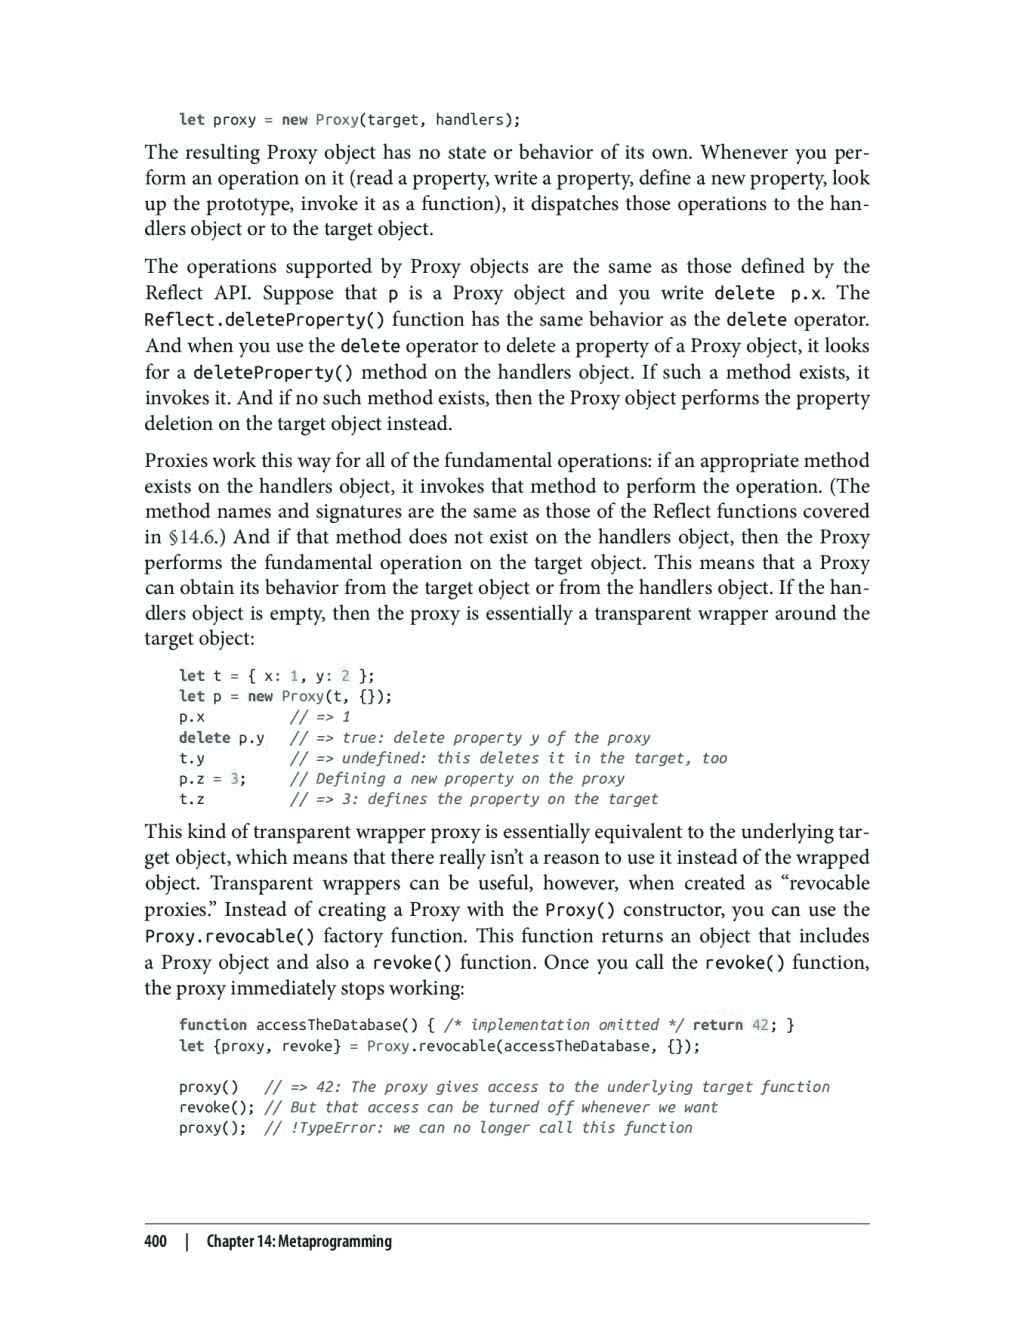 let proxy = new Proxy(target, handlers);
The resulting Proxy object has no state or behavior of its own. Whenever you per-
form an operation on it (read a property, write a property, define a new property, look
up the prototype, invoke it as a function), it dispatches those operations to the han-
dlers object or to the target object.
The operations supported by Proxy objects are the same as those defined by the
Reflect API. Suppose that p is a Proxy object and you write delete p.x. The
Reflect.deleteProperty() function has the same behavior as the delete operator.
And when you use the delete operator to delete a property of a Proxy object, it looks
for a deleteProperty() method on the handlers object. If such a method exists, it
invokes it. And if no such method exists, then the Proxy object performs the property
deletion on the target object instead.
Proxies work this way for all of the fundamental operations: if an appropriate method
exists on the handlers object, it invokes that method to perform the operation. (The
method names and signatures are the same as those of the Reflect functions covered
in §14.6.) And if that method does not exist on the handlers object, then the Proxy
performs the fundamental operation on the target object. This means that a Proxy
can obtain its behavior from the target object or from the handlers object. If the han-
dlers object is empty, then the proxy is essentially a transparent wrapper around the
target object:
let t = { x: 1, y: 2 };
let p = new Proxy(t, {});
p.x // => 1
delete p.y // => true: delete property y of the proxy
t.y // => undefined: this deletes it in the target, too
p.z = 3; // Defining a new property on the proxy
t.z // => 3: defines the property on the target
This kind of transparent wrapper proxy is essentially equivalent to the underlying tar-
get object, which means that there really isn’t a reason to use it instead of the wrapped
object. Transparent wrappers can be useful, however, when created as “revocable
proxies.” Instead of creating a Proxy with the Proxy() constructor, you can use the
Proxy.revocable() factory function. This function returns an object that includes
a Proxy object and also a revoke() function. Once you call the revoke() function,
the proxy immediately stops working:
function accessTheDatabase() { /* implementation omitted */ return 42; }
let {proxy, revoke} = Proxy.revocable(accessTheDatabase, {});
proxy() // => 42: The proxy gives access to the underlying target function
revoke(); // But that access can be turned off whenever we want
proxy(); // !TypeError: we can no longer call this function
400 | Chapter 14: Metaprogramming